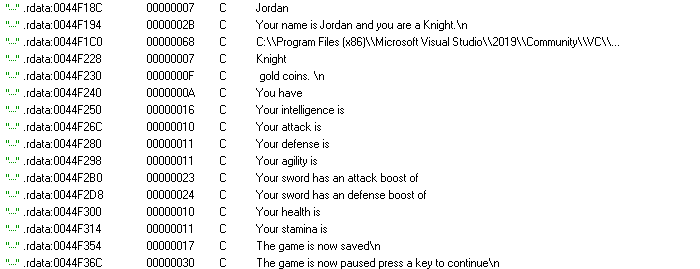 "..." .rdata:0044F18C 00000007 C Jordan
"..." .rdata:0044F194 0000002B C Your name is Jordan and you are a Knight.\n
"..." .rdata:0044F1C0 00000068 C C:\\Program Files (x86)\\Microsoft Visual Studio\\2019\\Community\\VC\\...
"..." .rdata:0044F228 00000007 C Knight
"..." .rdata:0044F230 0000000F C gold coins. \n
"..." .rdata:0044F240 0000000A C You have
"..." .rdata:0044F250 00000016 C Your intelligence is
"..." .rdata:0044F26C 00000010 C Your attack is
"..." .rdata:0044F280 00000011 C Your defense is
"..." .rdata:0044F298 00000011 C Your agility is
"..." .rdata:0044F2B0 00000023 C Your sword has an attack boost of
"..." .rdata:0044F2D8 00000024 C Your sword has an defense boost of
"..." .rdata:0044F300 00000010 C Your health is
"..." .rdata:0044F314 00000011 C Your stamina is
"..." .rdata:0044F354 00000017 C The game is now saved\n
"..." .rdata:0044F36C 00000030 C The game is now paused press a key to continue\n